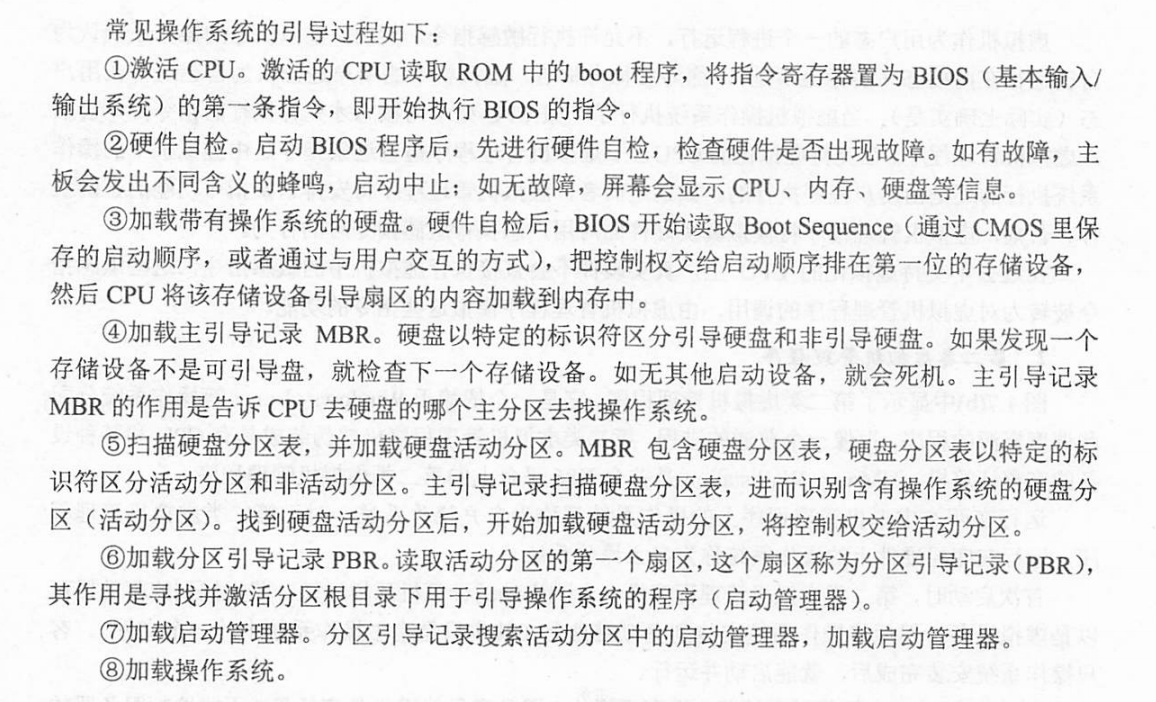 常见操作系统的引导过程如下：
①激活 CPU。激活的 CPU 读取 ROM 中的 boot 程序，将指令寄存器置为 BIOS（基本输入/
输出系统）的第一条指令，即开始执行 BIOS 的指令。
②硬件自检。启动 BIOS 程序后，先进行硬件自检，检查硬件是否出现故障。如有故障，主
板会发出不同含义的蜂鸣，启动中止；如无故障，屏幕会显示 CPU、内存、硬盘等信息。
③加载带有操作系统的硬盘。硬件自检后，BIOS 开始读取 Boot Sequence（通过 CMOS 里保
存的启动顺序，或者通过与用户交互的方式），把控制权交给启动顺序排在第一位的存储设备，
然后 CPU 将该存储设备引导扇区的内容加载到内存中。
④加载主引导记录 MBR。硬盘以特定的标识符区分引导硬盘和非引导硬盘。如果发现一个
存储设备不是可引导盘，就检查下一个存储设备。如无其他启动设备，就会死机。主引导记录
MBR 的作用是告诉 CPU 去硬盘的哪个主分区去找操作系统。
⑤扫描硬盘分区表，并加载硬盘活动分区。MBR 包含硬盘分区表，硬盘分区表以特定的标
识符区分活动分区和非活动分区。主引导记录扫描硬盘分区表，进而识别含有操作系统的硬盘分
区（活动分区）。找到硬盘活动分区后，开始加载硬盘活动分区，将控制权交给活动分区。
⑥加载分区引导记录 PBR。读取活动分区的第一个扇区，这个扇区称为分区引导记录（PBR），
其作用是寻找并激活分区根目录下用于引导操作系统的程序（启动管理器）。
⑦加载启动管理器。分区引导记录搜索活动分区中的启动管理器，加载启动管理器。
⑧加载操作系统。